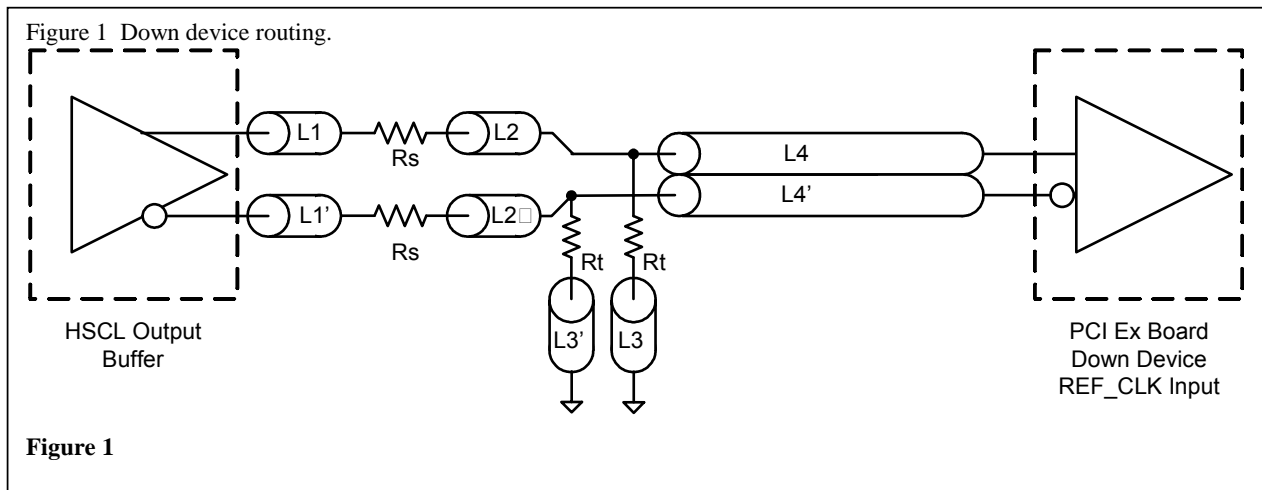 Figure 1 Down device routing.
L1
Rs
L2
L4
L1’
Rs
L2□
L4’
Rt
Rt
L3’
L3
HSCL Output
Buffer
PCI Ex Board
Down Device
REF_CLK Input
Figure 1